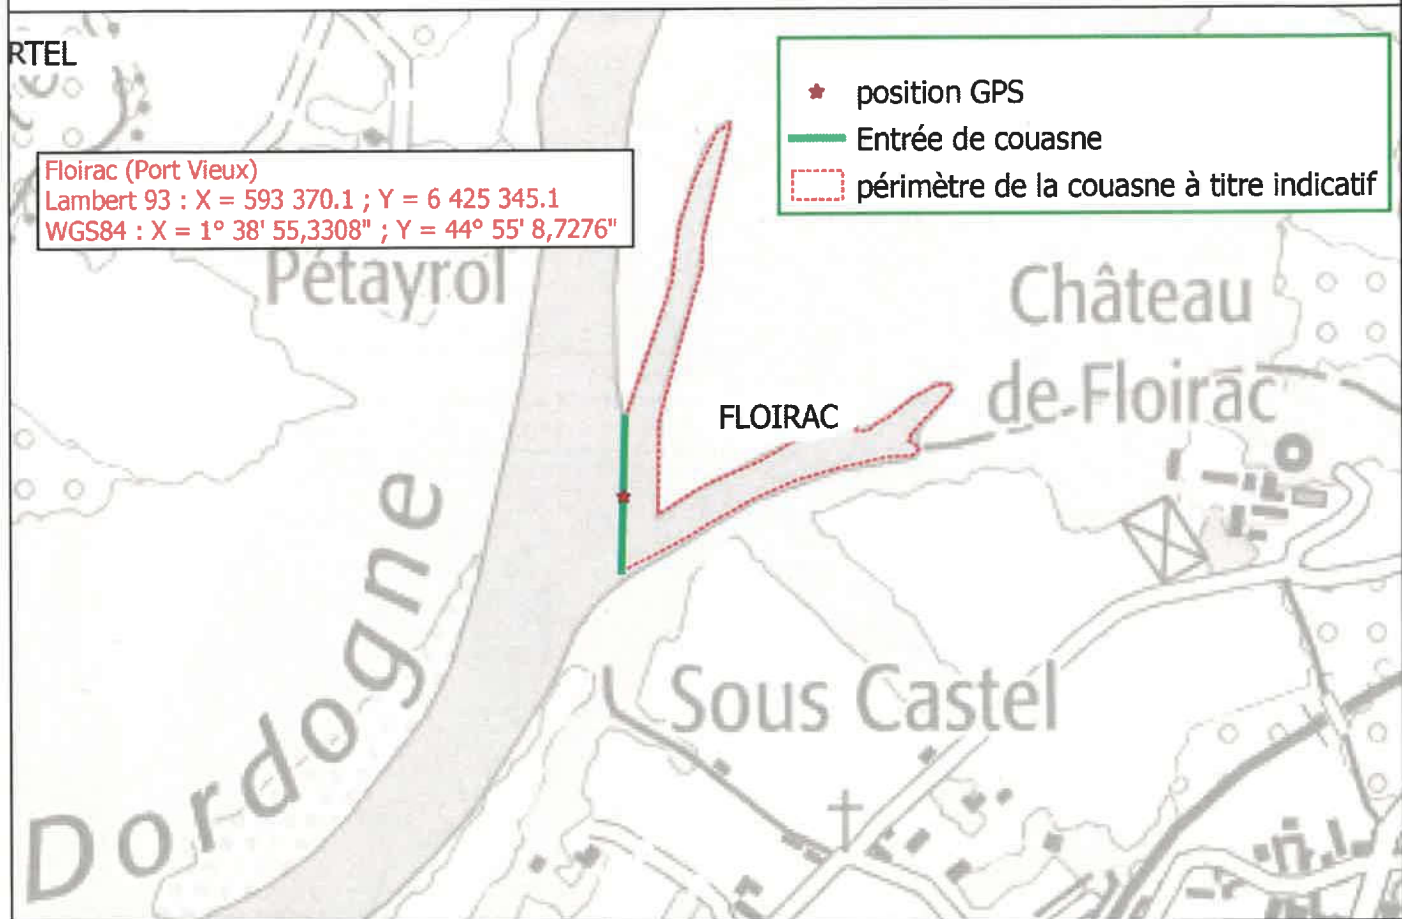 RTEL
position GPS
Entrée de couasne
périmètre de la couasne à titre indicatif
Floirac (Port Vieux)
Lambert 93 : X = 593 370.1 ; Y = 6 425 345.1
WGS84 : X = 1° 38' 55,3308" ; Y = 44° 55' 8,7276"
Pétayrol
Château
de Floirac
FLOIRAC
Dordogne
Sous Castel